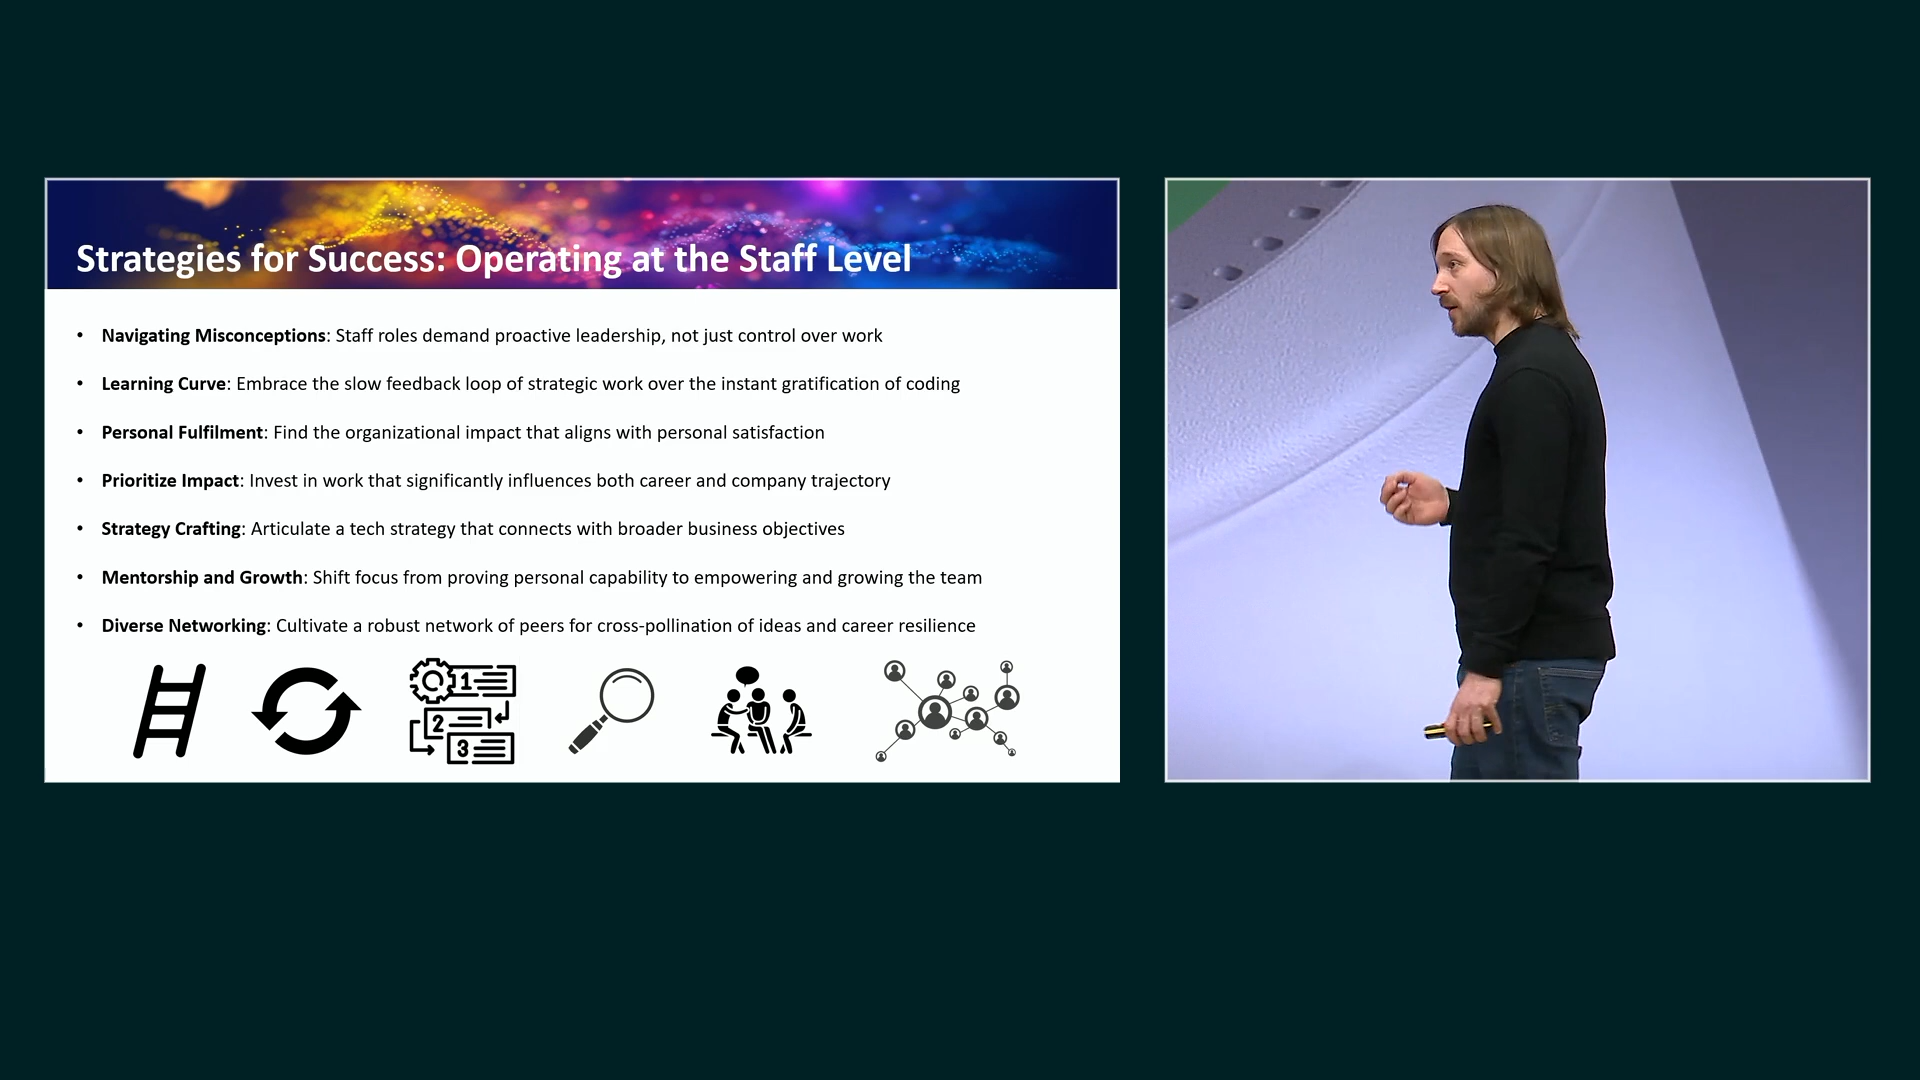 Strategies for Success: Operating at the Staff Level
• Navigating Misconceptions: Staff roles demand proactive leadership, not just control over work
• Learning Curve: Embrace the slow feedback loop of strategic work over the instant gratification of coding
• Personal Fulfilment: Find the organizational impact that aligns with personal satisfaction
• Prioritize Impact: Invest in work that significantly influences both career and company trajectory
• Strategy Crafting: Articulate a tech strategy that connects with broader business objectives
• Mentorship and Growth: Shift focus from proving personal capability to empowering and growing the team
• Diverse Networking: Cultivate a robust network of peers for cross-pollination of ideas and career resilience
1
2
3